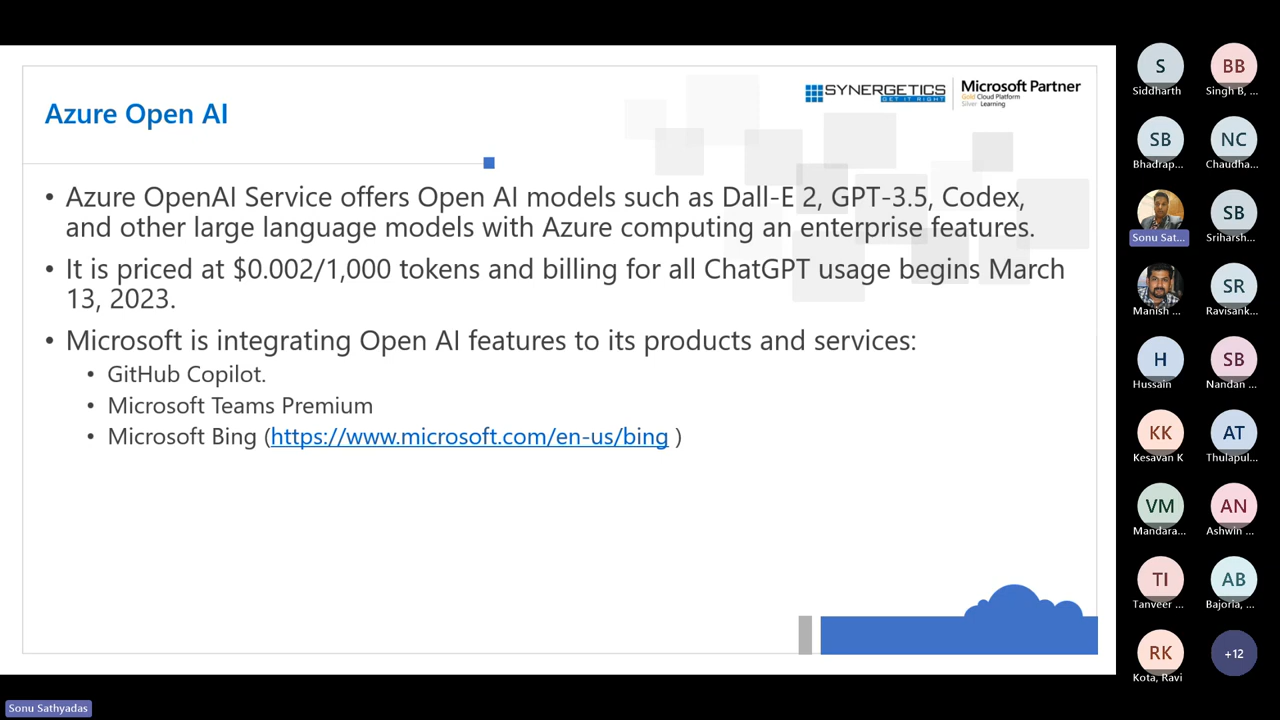 Azure Open AI
SYNERGETICS
GET IT RIGHT
Microsoft Partner
Gold Cloud Platform
Silver Learning
• Azure OpenAI Service offers Open AI models such as Dall-E 2, GPT-3.5, Codex,
and other large language models with Azure computing an enterprise features.
• It is priced at $0.002/1,000 tokens and billing for all ChatGPT usage begins March
13, 2023.
• Microsoft is integrating Open AI features to its products and services:
• GitHub Copilot.
• Microsoft Teams Premium
• Microsoft Bing (https://www.microsoft.com/en-us/bing )
S
Siddharth
BB
Singh B, ...
SB
Bhadrap...
NC
Chaudha...
Sonu Sat...
SB
Sriharsh...
Manish ...
SR
Ravisank...
H
Hussain
SB
Nandan ...
KK
Kesavan K
AT
Thulapul...
VM
Mandara...
AN
Ashwin ...
TI
Tanveer ...
AB
Bajoria, ...
RK
Kota, Ravi
+12
Sonu Sathyadas